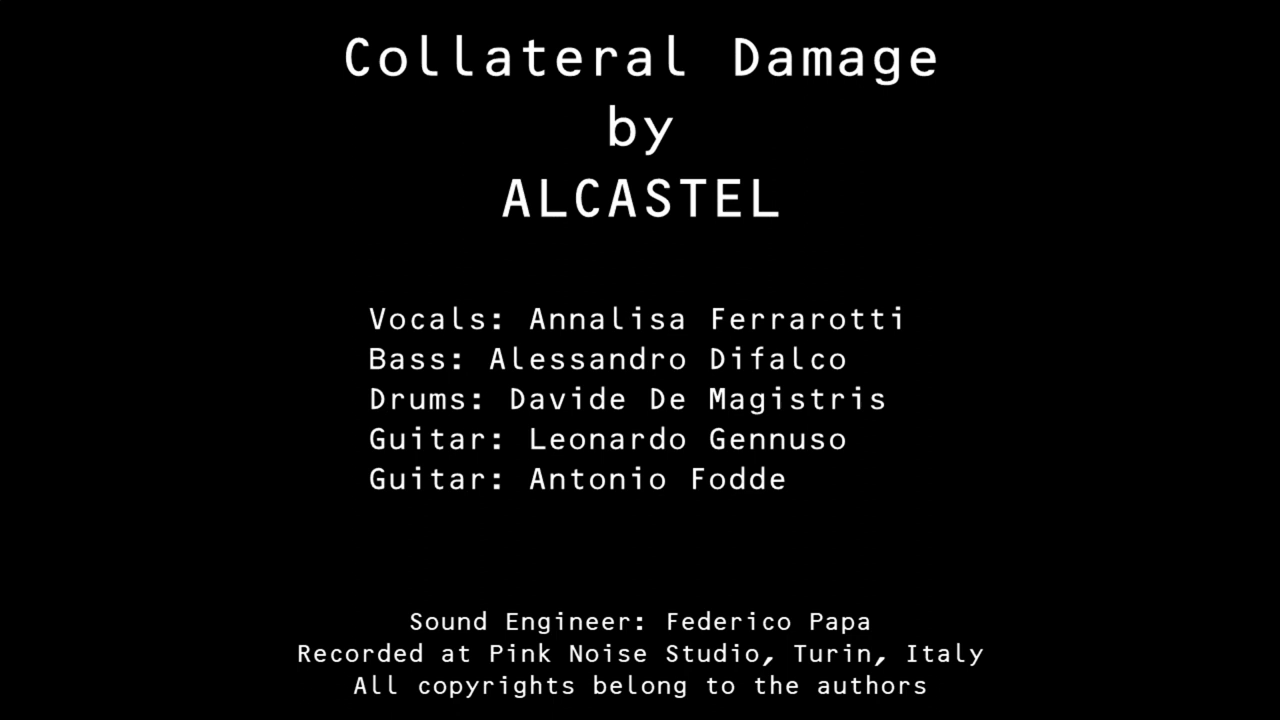 Collateral Damage
by
ALCASTEL
Vocals: Annalisa Ferrarotti
Bass: Alessandro Difalco
Drums: Davide De Magistris
Guitar: Leonardo Gennuso
Guitar: Antonio Fodde
Sound Engineer: Federico Papa
Recorded at Pink Noise Studio, Turin, Italy
All copyrights belong to the authors